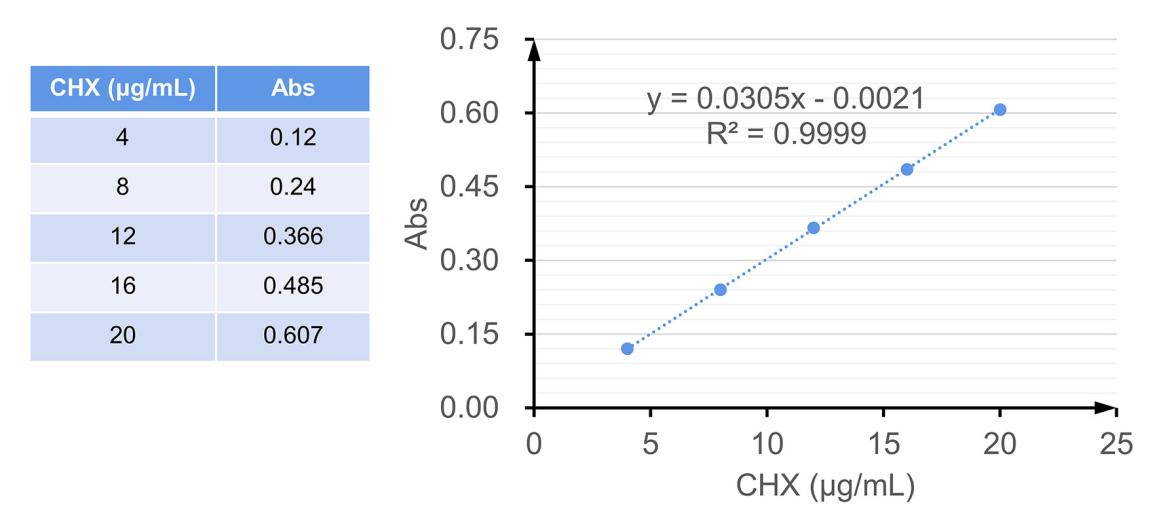 CHX (µg/mL) Abs
4 0.12
8 0.24
12 0.366
16 0.485
20 0.607
0.75
0.60
0.45
0.30
0.15
0.00
Abs
y = 0.0305x - 0.0021
R² = 0.9999
0 5 10 15 20 25
CHX (µg/mL)